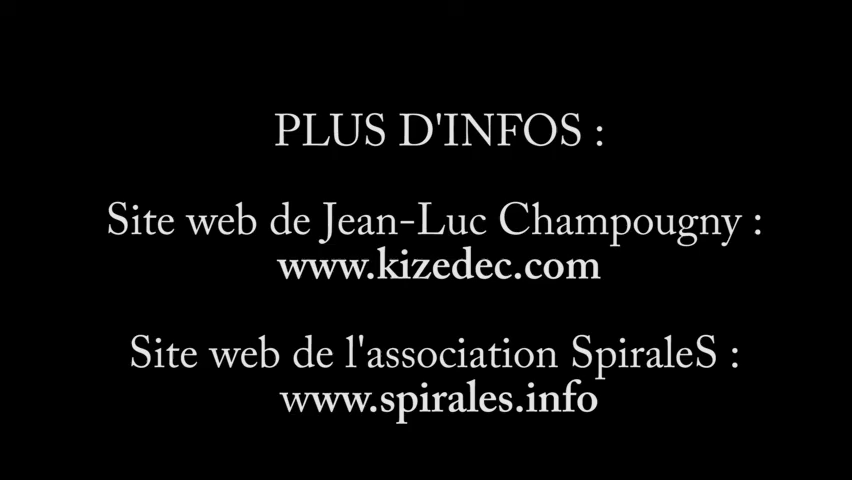 PLUS D'INFOS :
Site web de Jean-Luc Champougny :
www.kizedec.com
Site web de l'association SpiraleS :
www.spirales.info